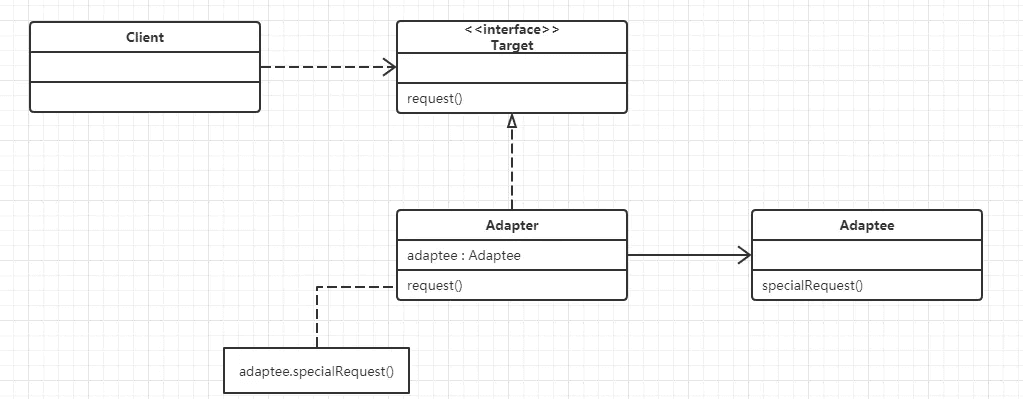 Client
<<interface>>
Target
request()
Adapter
adaptee : Adaptee
request()
Adaptee
specialRequest()
adaptee.specialRequest()